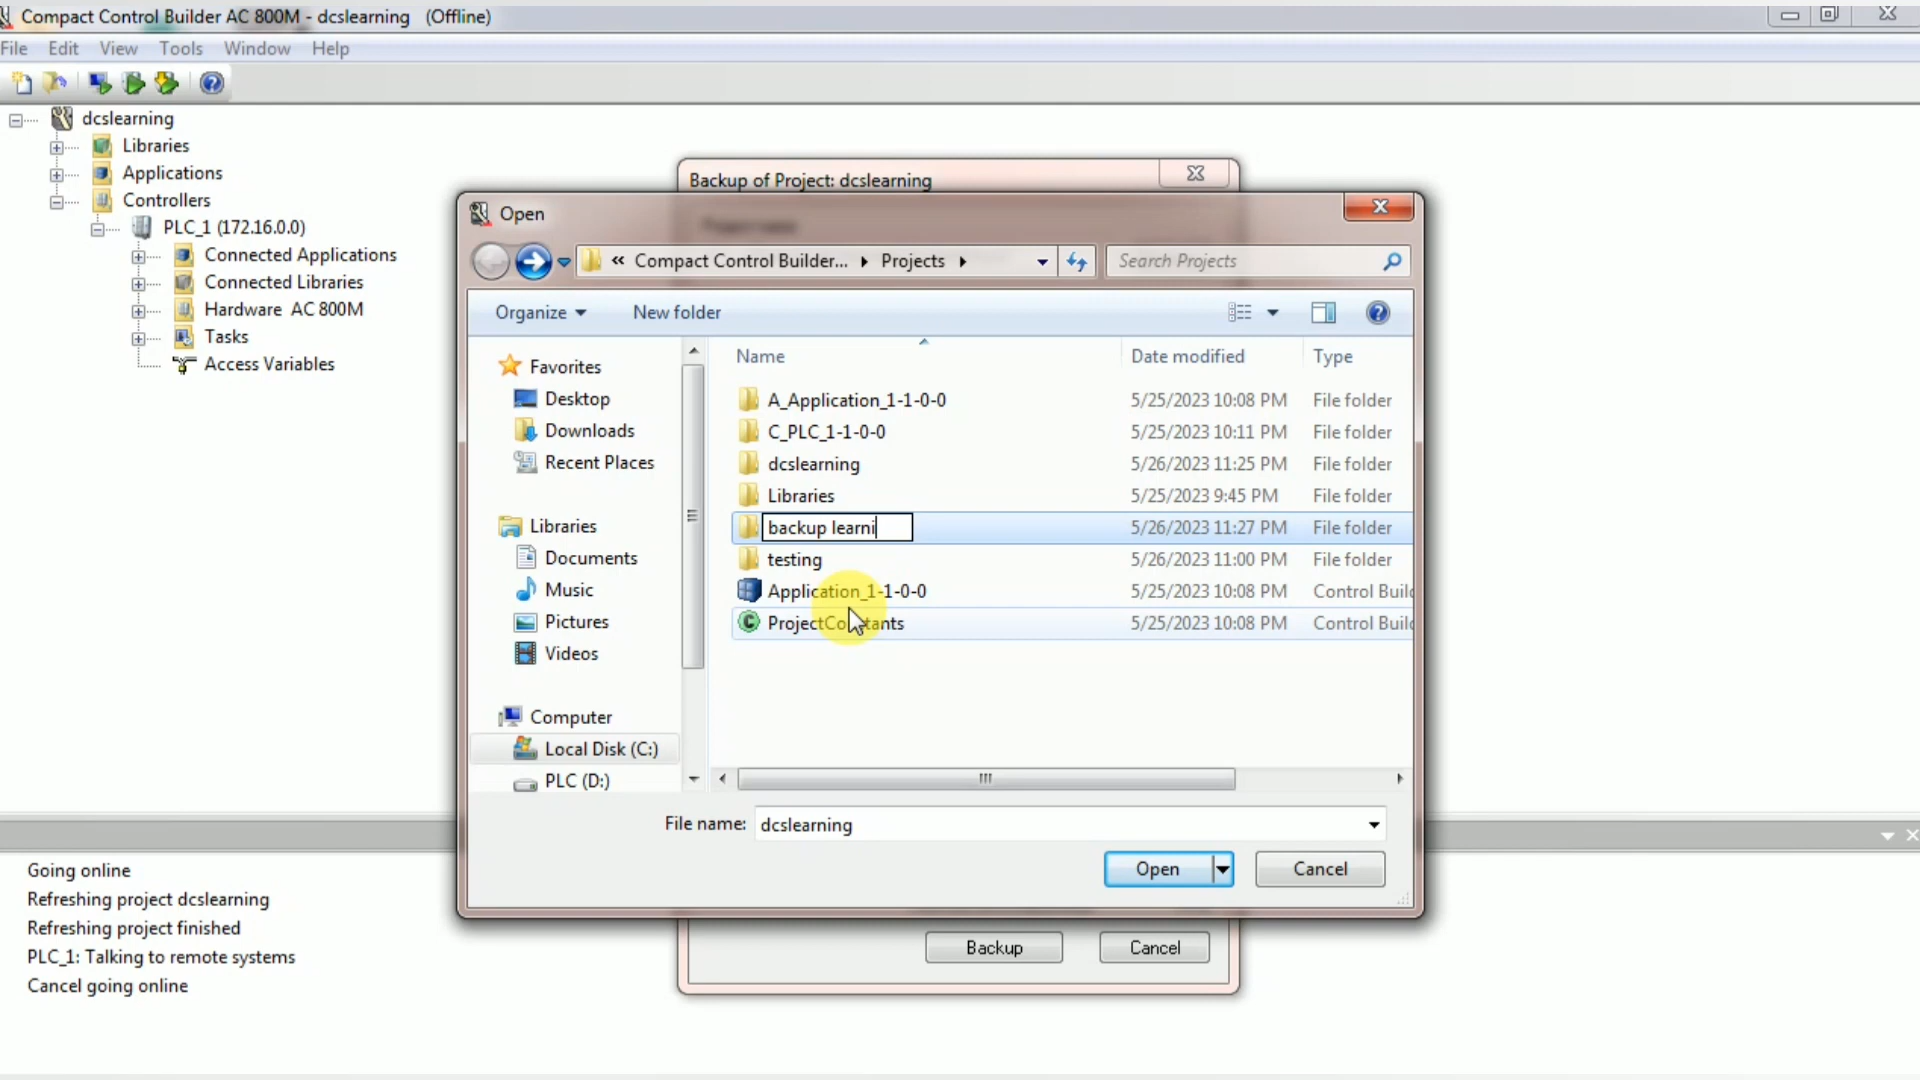 Compact Control Builder AC 800M - dcslearning (Offline)
File Edit View Tools Window Help
dcslearning
Libraries
Applications
Controllers
PLC_1 (172.16.0.0)
Connected Applications
Connected Libraries
Hardware AC 800M
Tasks
Access Variables
Backup of Project: dcslearning
Open
« Compact Control Builder... Projects
Search Projects
Organize New folder
Favorites
Desktop
Downloads
Recent Places
Libraries
Documents
Music
Pictures
Videos
Computer
Local Disk (C:)
PLC (D:)
Name Date modified Type
A_Application_1-1-0-0 5/25/2023 10:08 PM File folder
C_PLC_1-1-0-0 5/25/2023 10:11 PM File folder
dcslearning 5/26/2023 11:25 PM File folder
Libraries 5/25/2023 9:45 PM File folder
backup learni 5/26/2023 11:27 PM File folder
testing 5/26/2023 11:00 PM File folder
Application_1-1-0-0 5/25/2023 10:08 PM Control Builc
5/25/2023 10:08 PM Control Builc
File name: dcslearning
Open Cancel
Backup Cancel
Going online
Refreshing project dcslearning
Refreshing project finished
PLC_1: Talking to remote systems
Cancel going online